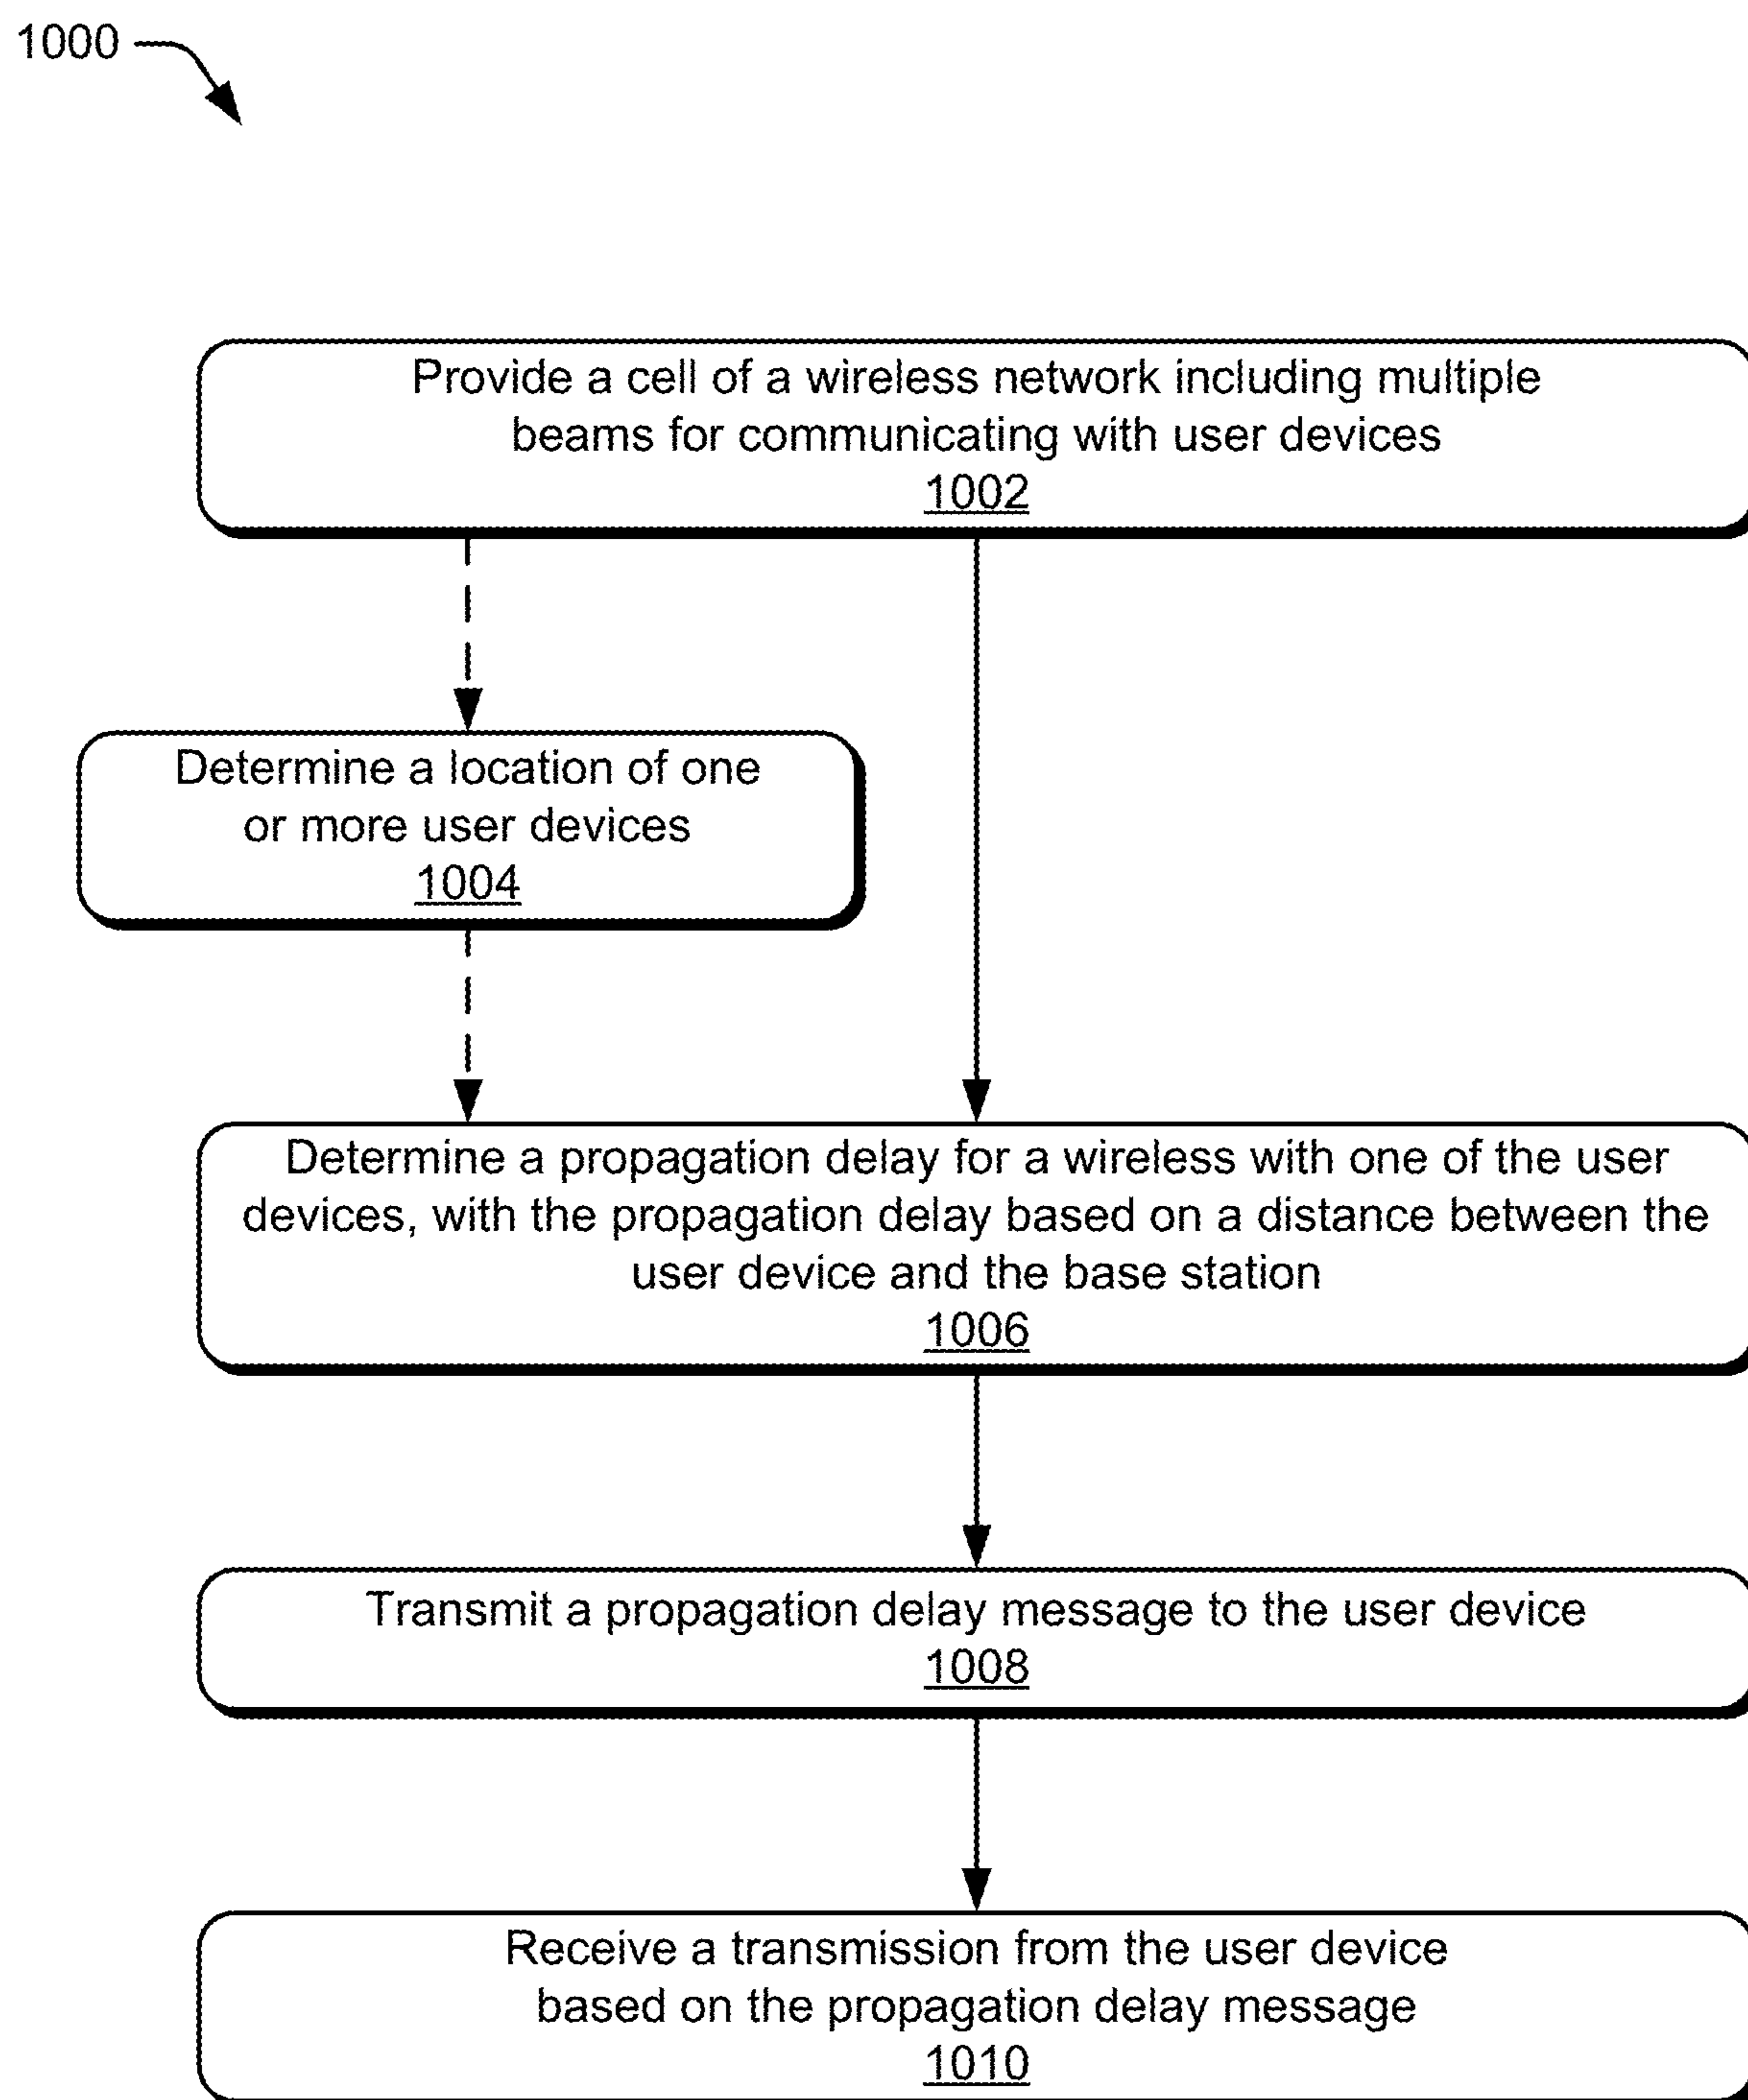 1000
Provide a cell of a wireless network including multiple
beams for communicating with user devices
1002
Determine a location of one
or more user devices
1004
Determine a propagation delay for a wireless with one of the user
devices, with the propagation delay based on a distance between the
user device and the base station
1006
Transmit a propagation delay message to the user device
1008
Receive a transmission from the user device
based on the propagation delay message
1010